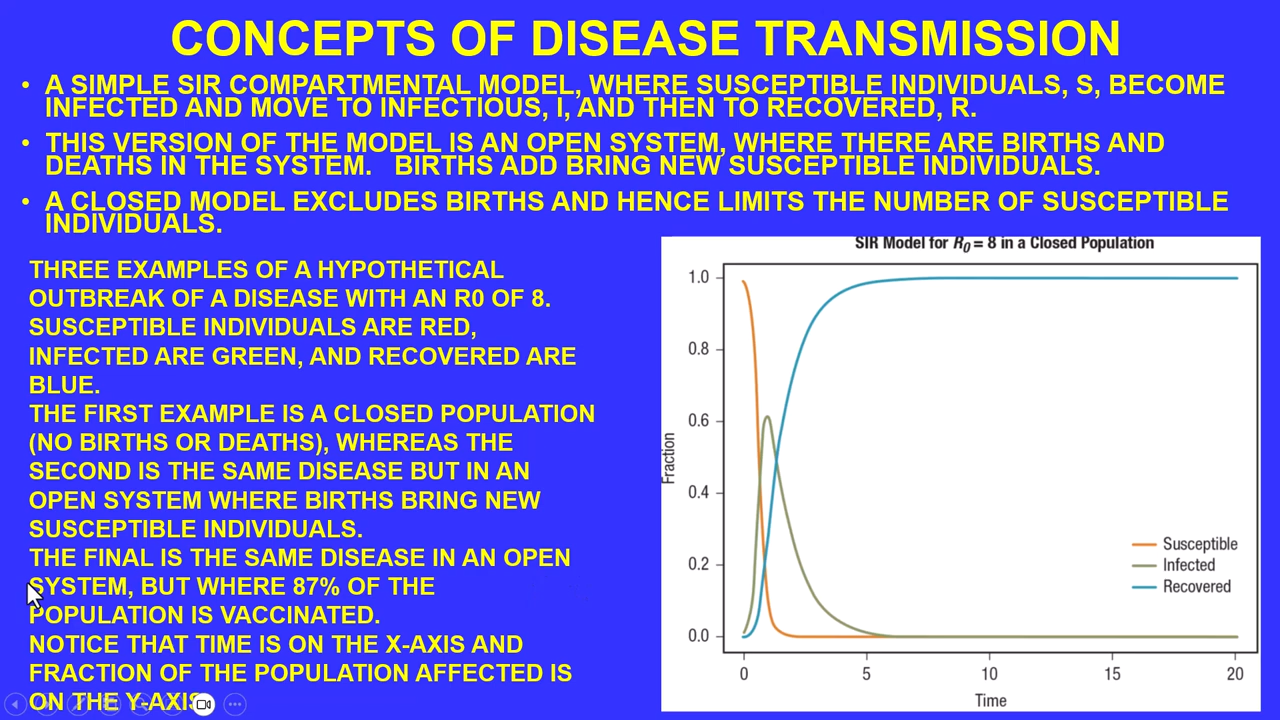 CONCEPTS OF DISEASE TRANSMISSION
• A SIMPLE SIR COMPARTMENTAL MODEL, WHERE SUSCEPTIBLE INDIVIDUALS, S, BECOME
INFECTED AND MOVE TO INFECTIOUS, I, AND THEN TO RECOVERED, R.
• THIS VERSION OF THE MODEL IS AN OPEN SYSTEM, WHERE THERE ARE BIRTHS AND
DEATHS IN THE SYSTEM. BIRTHS ADD BRING NEW SUSCEPTIBLE INDIVIDUALS.
• A CLOSED MODEL EXCLUDES BIRTHS AND HENCE LIMITS THE NUMBER OF SUSCEPTIBLE
INDIVIDUALS.
THREE EXAMPLES OF A HYPOTHETICAL
OUTBREAK OF A DISEASE WITH AN R0 OF 8.
SUSCEPTIBLE INDIVIDUALS ARE RED,
INFECTED ARE GREEN, AND RECOVERED ARE
BLUE.
THE FIRST EXAMPLE IS A CLOSED POPULATION
(NO BIRTHS OR DEATHS), WHEREAS THE
SECOND IS THE SAME DISEASE BUT IN AN
OPEN SYSTEM WHERE BIRTHS BRING NEW
SUSCEPTIBLE INDIVIDUALS.
THE FINAL IS THE SAME DISEASE IN AN OPEN
SYSTEM, BUT WHERE 87% OF THE
POPULATION IS VACCINATED.
NOTICE THAT TIME IS ON THE X-AXIS AND
FRACTION OF THE POPULATION AFFECTED IS
ON THE Y-AXIS
SIR Model for R0 = 8 in a Closed Population
1.0
0.8
0.6
0.4
0.2
0.0
Fraction
Susceptible
Infected
Recovered
0 5 10 15 20
Time